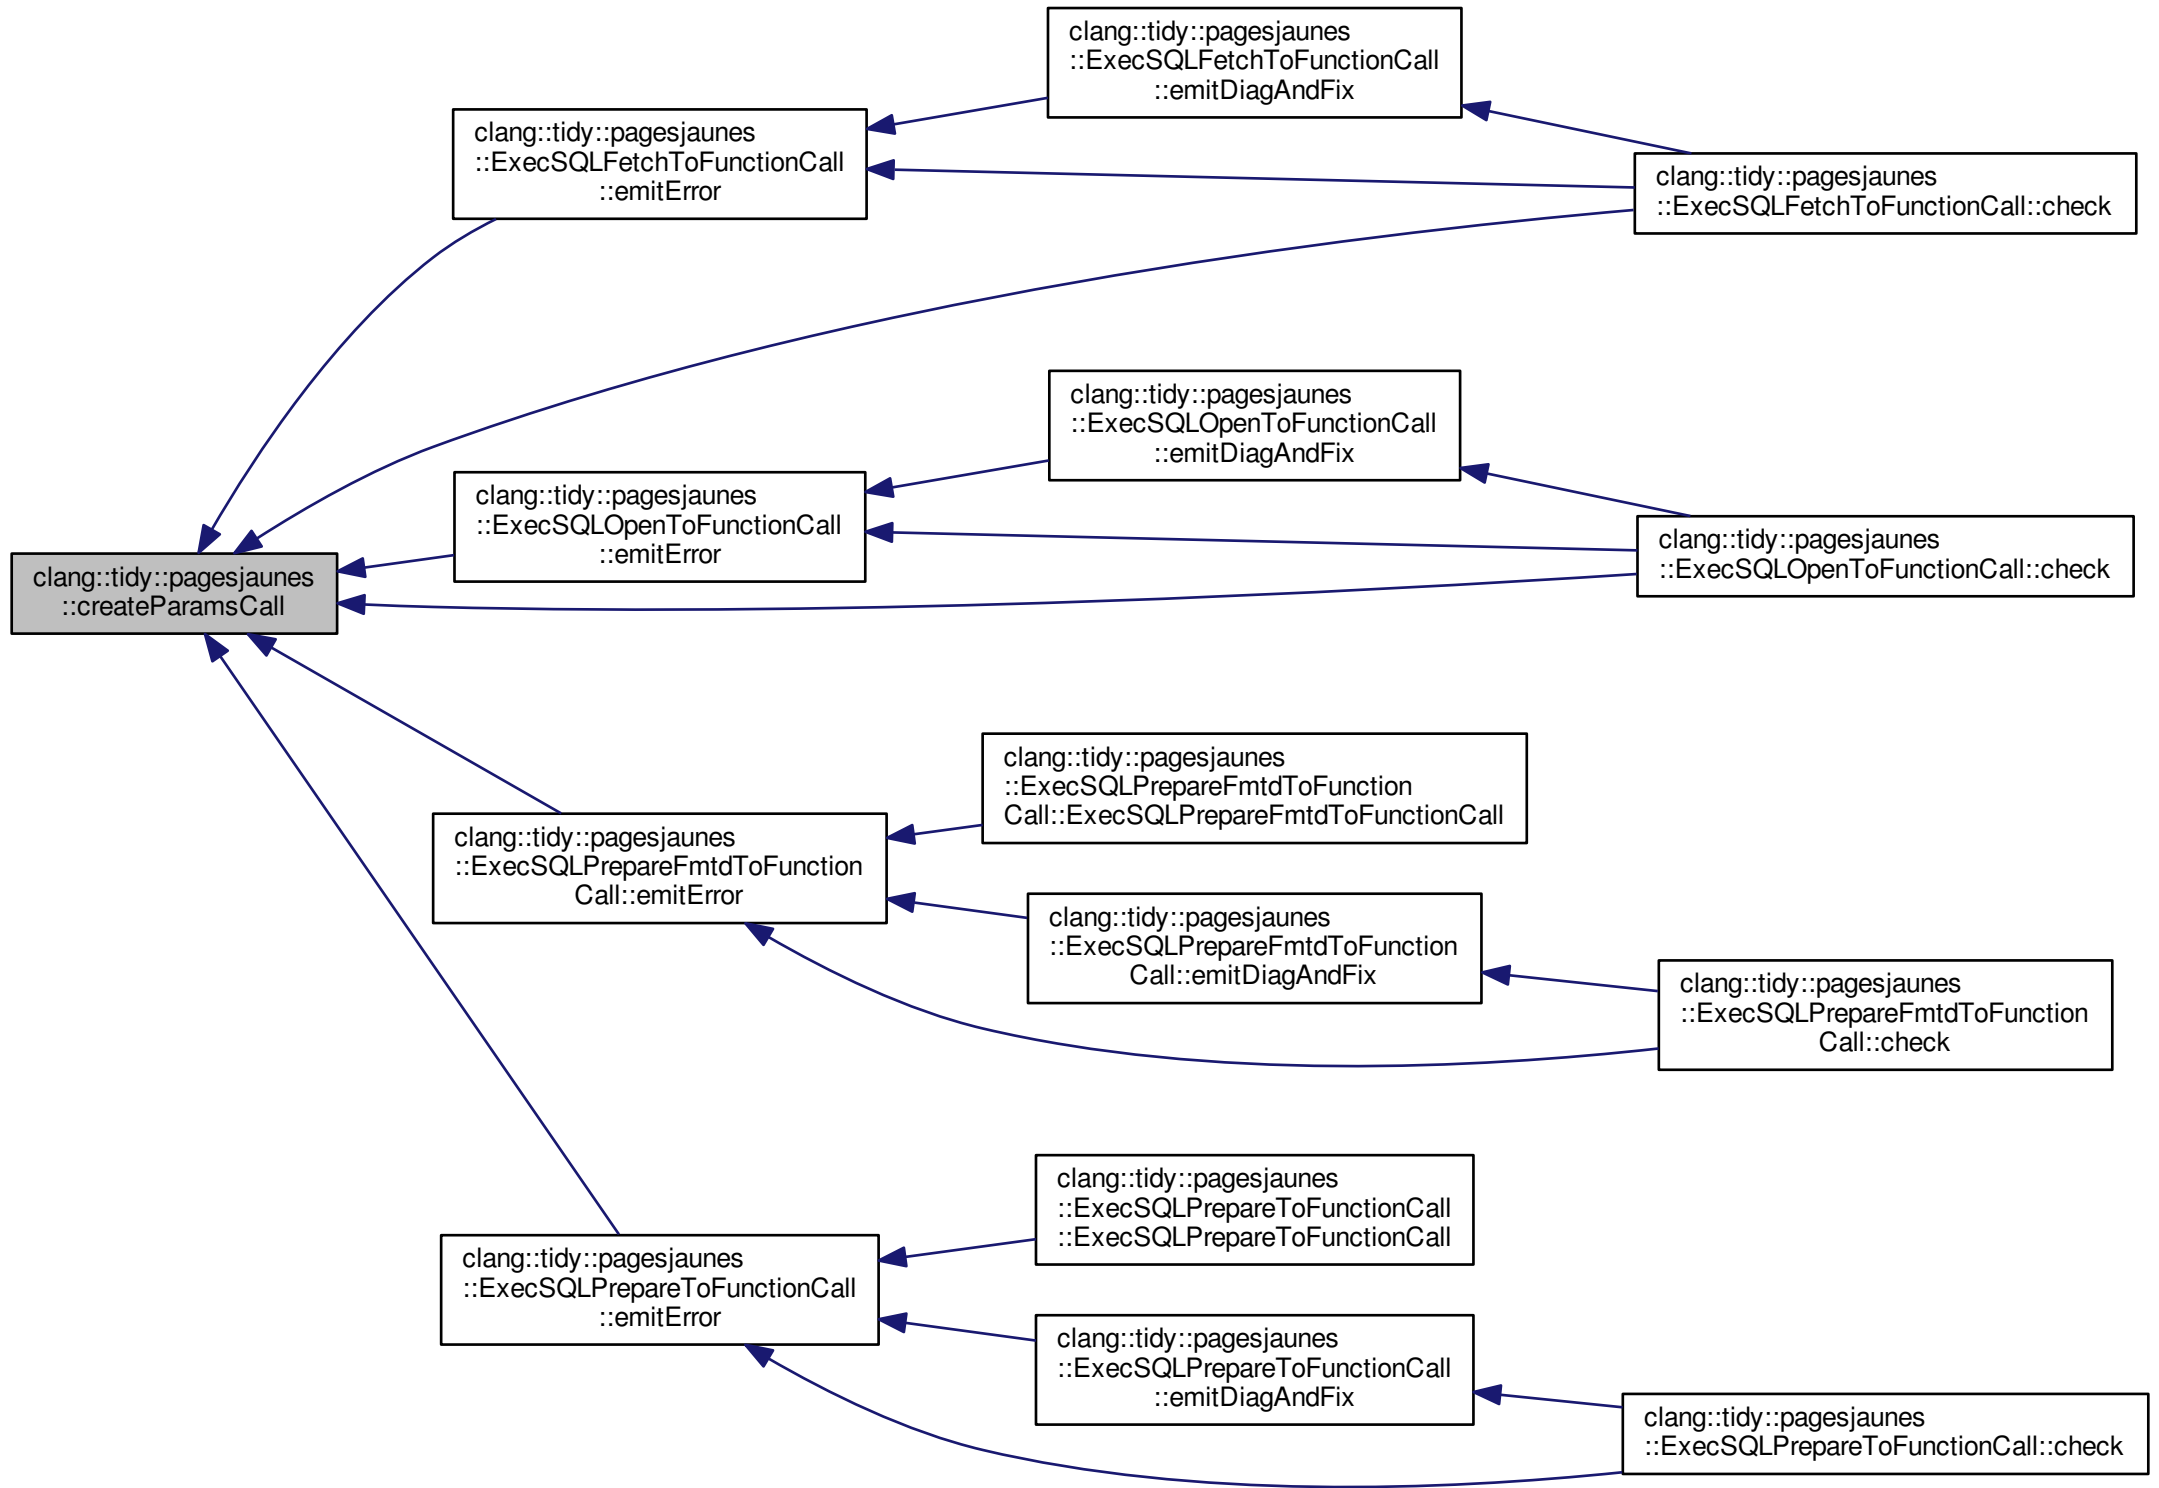 clang::tidy::pagesjaunes
::ExecSQLFetchToFunctionCall
::emitDiagAndFix
clang::tidy::pagesjaunes
::ExecSQLFetchToFunctionCall
::emitError
clang::tidy::pagesjaunes
::ExecSQLFetchToFunctionCall::check
clang::tidy::pagesjaunes
::ExecSQLOpenToFunctionCall
::emitDiagAndFix
clang::tidy::pagesjaunes
::ExecSQLOpenToFunctionCall
::emitError
clang::tidy::pagesjaunes
::ExecSQLOpenToFunctionCall::check
clang::tidy::pagesjaunes
::createParamsCall
clang::tidy::pagesjaunes
::ExecSQLPrepareFmtdToFunction
Call::ExecSQLPrepareFmtdToFunctionCall
clang::tidy::pagesjaunes
::ExecSQLPrepareFmtdToFunction
Call::emitError
clang::tidy::pagesjaunes
::ExecSQLPrepareFmtdToFunction
Call::emitDiagAndFix
clang::tidy::pagesjaunes
::ExecSQLPrepareFmtdToFunction
Call::check
clang::tidy::pagesjaunes
::ExecSQLPrepareToFunctionCall
::ExecSQLPrepareToFunctionCall
clang::tidy::pagesjaunes
::ExecSQLPrepareToFunctionCall
::emitError
clang::tidy::pagesjaunes
::ExecSQLPrepareToFunctionCall
::emitDiagAndFix
clang::tidy::pagesjaunes
::ExecSQLPrepareToFunctionCall::check